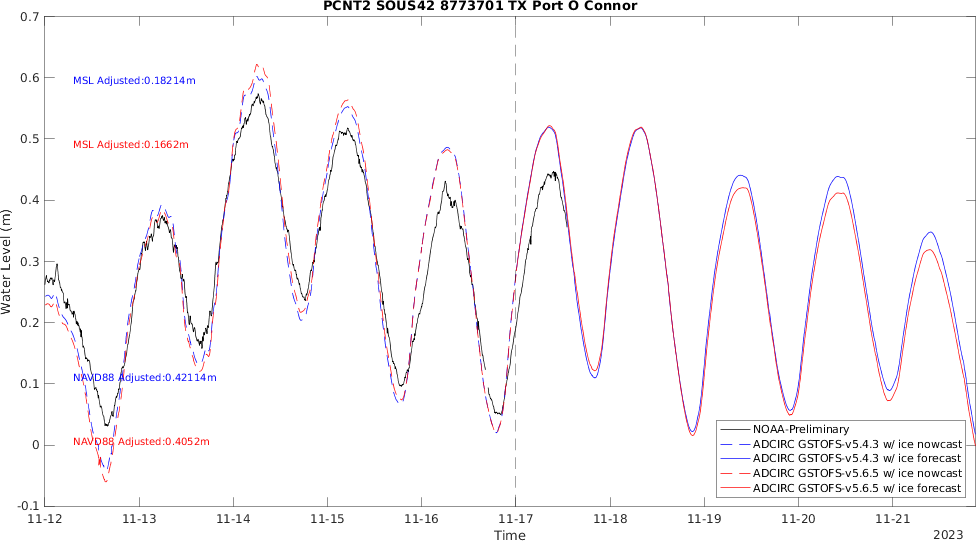 PCNT2 SOUS42 8773701 TX Port O Connor
0.7
0.6
0.5
0.4
0.3
0.2
0.1
0
-0.1
Water Level (m)
MSL Adjusted:0.18214m
MSL Adjusted:0.1662m
NAVD88 Adjusted:0.42114m
NAVD88 Adjusted:0.4052m
NOAA-Preliminary
ADCIRC GSTOFS-v5.4.3 w/ ice nowcast
ADCIRC GSTOFS-v5.4.3 w/ ice forecast
ADCIRC GSTOFS-v5.6.5 w/ ice nowcast
ADCIRC GSTOFS-v5.6.5 w/ ice forecast
11-12 11-13 11-14 11-15 11-16 11-17 11-18 11-19 11-20 11-21
Time
2023